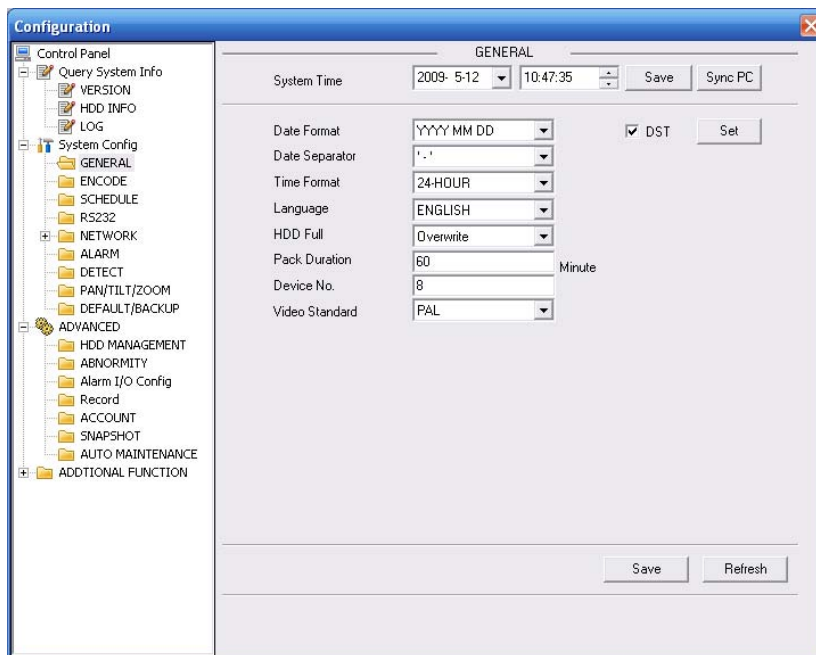 Configuration
Control Panel
Query System Info
VERSION
HDD INFO
LOG
System Config
GENERAL
ENCODE
SCHEDULE
RS232
NETWORK
ALARM
DETECT
PAN/TILT/ZOOM
DEFAULT/BACKUP
ADVANCED
HDD MANAGEMENT
ABNORMITY
Alarm I/O Config
Record
ACCOUNT
SNAPSHOT
AUTO MAINTENANCE
ADDTIONAL FUNCTION
GENERAL
System Time 2009- 5-12 10:47:35 Save Sync PC
Date Format YYYY MM DD DST Set
Date Separator '-'
Time Format 24-HOUR
Language ENGLISH
HDD Full Overwrite
Pack Duration 60 Minute
Device No. 8
Video Standard PAL
Save Refresh